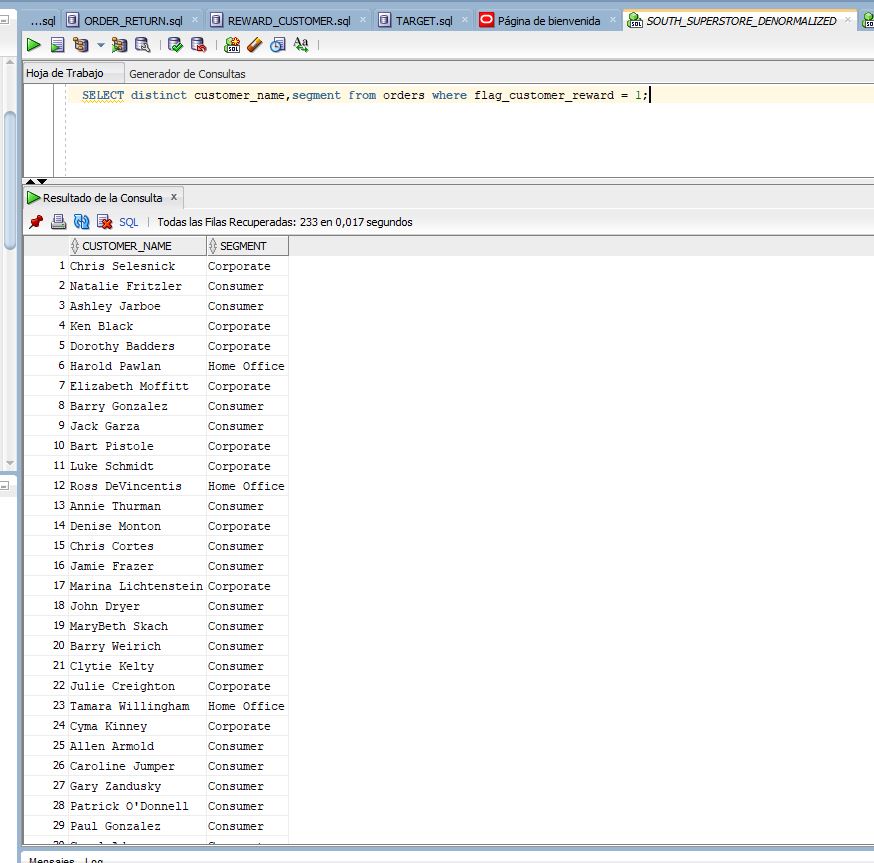 ...sql ORDER_RETURN.sql REWARD_CUSTOMER.sql TARGET.sql Página de bienvenida SOUTH_SUPERSTORE_DENORMALIZED
Hoja de Trabajo Generador de Consultas
SELECT distinct customer_name,segment from orders where flag_customer_reward = 1;
Resultado de la Consulta x
SQL Todas las Filas Recuperadas: 233 en 0,017 segundos
CUSTOMER_NAME SEGMENT
1 Chris Selesnick Corporate
2 Natalie Fritzler Consumer
3 Ashley Jarboe Consumer
4 Ken Black Corporate
5 Dorothy Badders Corporate
6 Harold Pawlan Home Office
7 Elizabeth Moffitt Corporate
8 Barry Gonzalez Consumer
9 Jack Garza Consumer
10 Bart Pistole Corporate
11 Luke Schmidt Corporate
12 Ross DeVincentis Home Office
13 Annie Thurman Consumer
14 Denise Monton Corporate
15 Chris Cortes Consumer
16 Jamie Frazer Consumer
17 Marina Lichtenstein Corporate
18 John Dryer Consumer
19 MaryBeth Skach Consumer
20 Barry Weirich Consumer
21 Clytie Kelty Consumer
22 Julie Creighton Corporate
23 Tamara Willingham Home Office
24 Cyma Kinney Corporate
25 Allen Armold Consumer
26 Caroline Jumper Consumer
27 Gary Zandusky Consumer
28 Patrick O'Donnell Consumer
29 Paul Gonzalez Consumer
Mensajes Log